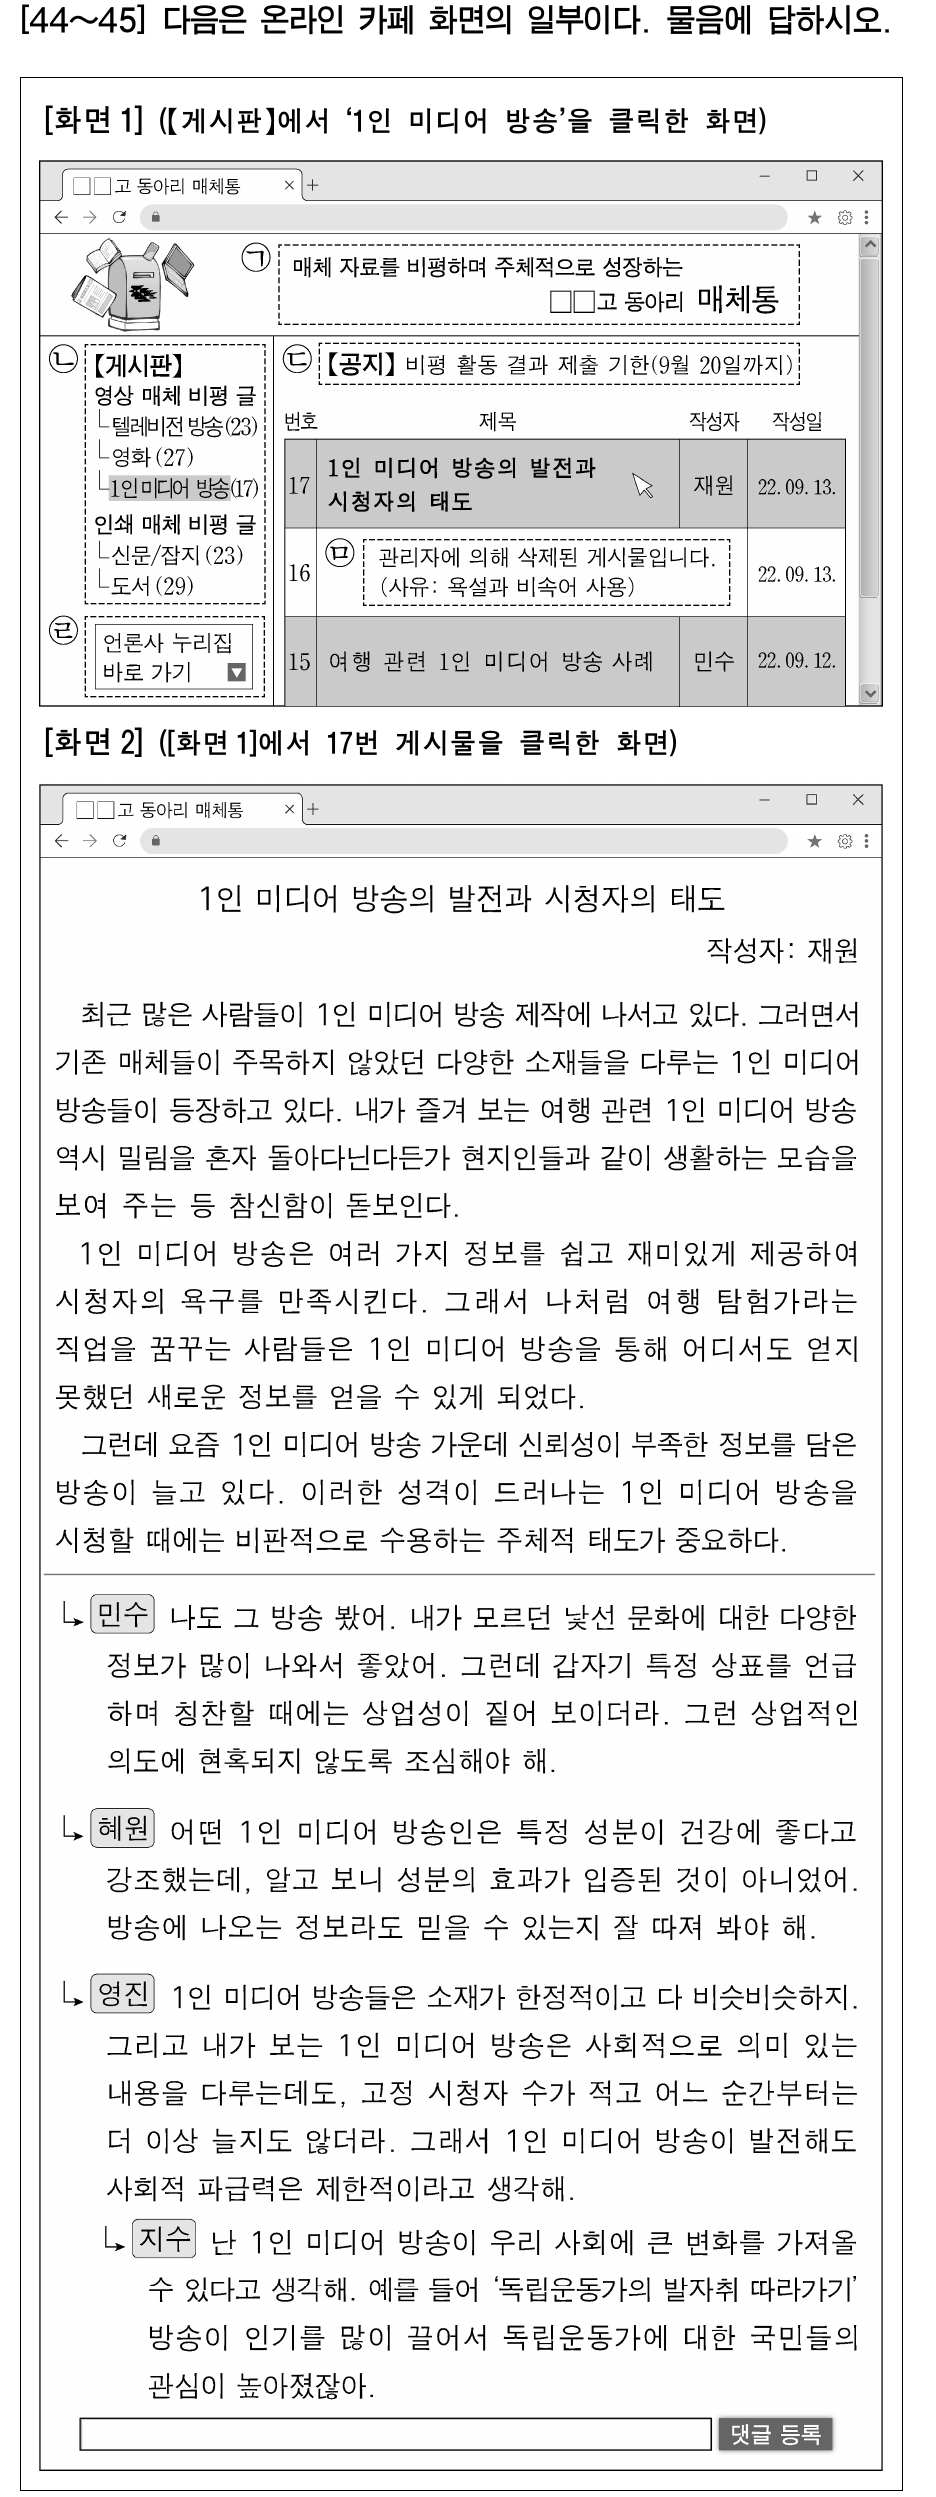 [44～45] 다음은 온라인 카페 화면의 일부이다. 물음에 답하시오.
[화면 1] (【게시판】에서 ‘1인 미디어 방송’을 클릭한 화면)
□□고 동아리 매체통
㉠ 매체 자료를 비평하며 주체적으로 성장하는
□□고 동아리 매체통
㉡ 【게시판】
영상 매체 비평 글
텔레비전 방송(23)
영화(27)
1인 미디어 방송(17)
인쇄 매체 비평 글
신문/잡지(23)
도서(29)
㉣ 언론사 누리집
바로 가기 ▼
㉢ 【공지】 비평 활동 결과 제출 기한(9월 20일까지)
번호 제목 작성자 작성일
17 1인 미디어 방송의 발전과 시청자의 태도 재원 22.09.13.
16 ㉤ 관리자에 의해 삭제된 게시물입니다.
(사유: 욕설과 비속어 사용) 22.09.13.
15 여행 관련 1인 미디어 방송 사례 민수 22.09.12.
[화면 2] ([화면 1]에서 17번 게시물을 클릭한 화면)
□□고 동아리 매체통
1인 미디어 방송의 발전과 시청자의 태도
작성자: 재원
최근 많은 사람들이 1인 미디어 방송 제작에 나서고 있다. 그러면서
기존 매체들이 주목하지 않았던 다양한 소재들을 다루는 1인 미디어
방송들이 등장하고 있다. 내가 즐겨 보는 여행 관련 1인 미디어 방송
역시 밀림을 혼자 돌아다닌다든가 현지인들과 같이 생활하는 모습을
보여 주는 등 참신함이 돋보인다.
1인 미디어 방송은 여러 가지 정보를 쉽고 재미있게 제공하여
시청자의 욕구를 만족시킨다. 그래서 나처럼 여행 탐험가라는
직업을 꿈꾸는 사람들은 1인 미디어 방송을 통해 어디서도 얻지
못했던 새로운 정보를 얻을 수 있게 되었다.
그런데 요즘 1인 미디어 방송 가운데 신뢰성이 부족한 정보를 담은
방송이 늘고 있다. 이러한 성격이 드러나는 1인 미디어 방송을
시청할 때에는 비판적으로 수용하는 주체적 태도가 중요하다.
민수 나도 그 방송 봤어. 내가 모르던 낯선 문화에 대한 다양한
정보가 많이 나와서 좋았어. 그런데 갑자기 특정 상표를 언급
하며 칭찬할 때에는 상업성이 짙어 보이더라. 그런 상업적인
의도에 현혹되지 않도록 조심해야 해.
혜원 어떤 1인 미디어 방송인은 특정 성분이 건강에 좋다고
강조했는데, 알고 보니 성분의 효과가 입증된 것이 아니었어.
방송에 나오는 정보라도 믿을 수 있는지 잘 따져 봐야 해.
영진 1인 미디어 방송들은 소재가 한정적이고 다 비슷비슷하지.
그리고 내가 보는 1인 미디어 방송은 사회적으로 의미 있는
내용을 다루는데도, 고정 시청자 수가 적고 어느 순간부터는
더 이상 늘지도 않더라. 그래서 1인 미디어 방송이 발전해도
사회적 파급력은 제한적이라고 생각해.
지수 난 1인 미디어 방송이 우리 사회에 큰 변화를 가져올
수 있다고 생각해. 예를 들어 ‘독립운동가의 발자취 따라가기’
방송이 인기를 많이 끌어서 독립운동가에 대한 국민들의
관심이 높아졌잖아.
댓글 등록